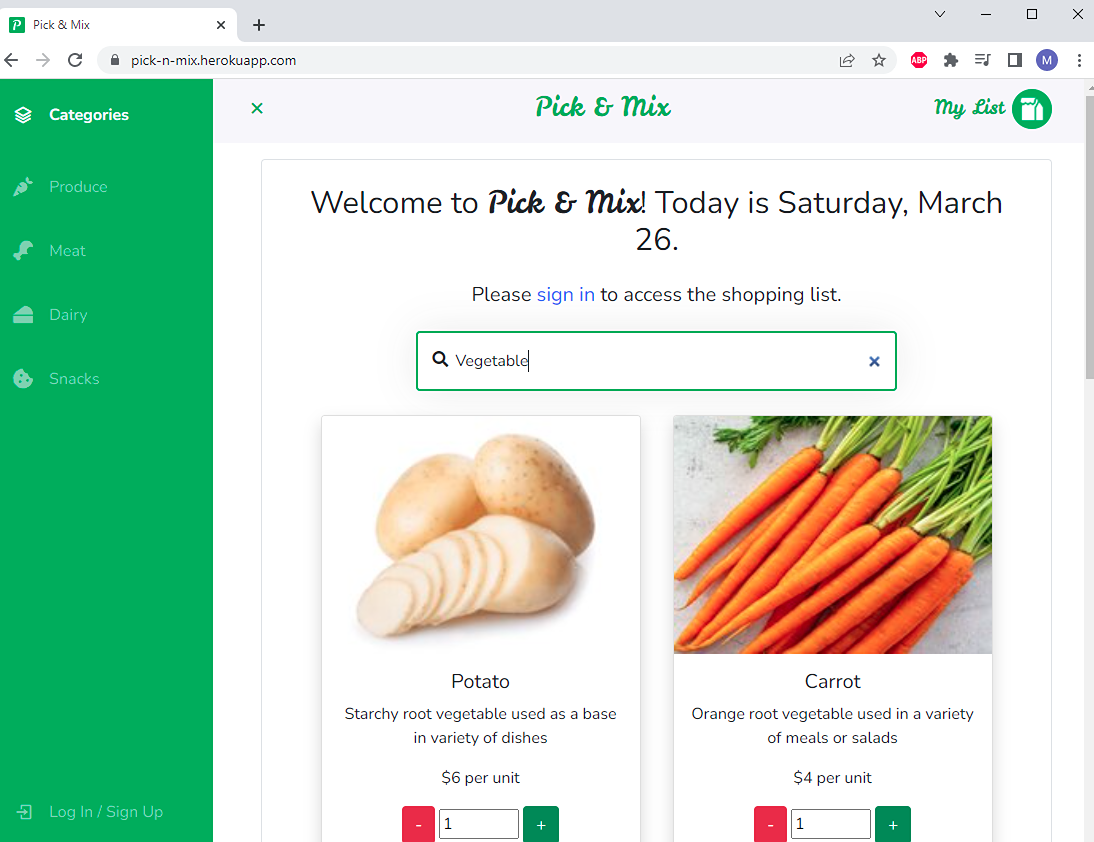 Pick & Mix
pick-n-mix.herokuapp.com
ABP
M
Categories
Produce
Meat
Dairy
Snacks
Log In / Sign Up
Pick & Mix
My List
Welcome to Pick & Mix! Today is Saturday, March
26.
Please sign in to access the shopping list.
Vegetable
Potato
Starchy root vegetable used as a base
in variety of dishes
$6 per unit
- 1 +
Carrot
Orange root vegetable used in a variety
of meals or salads
$4 per unit
- 1 +